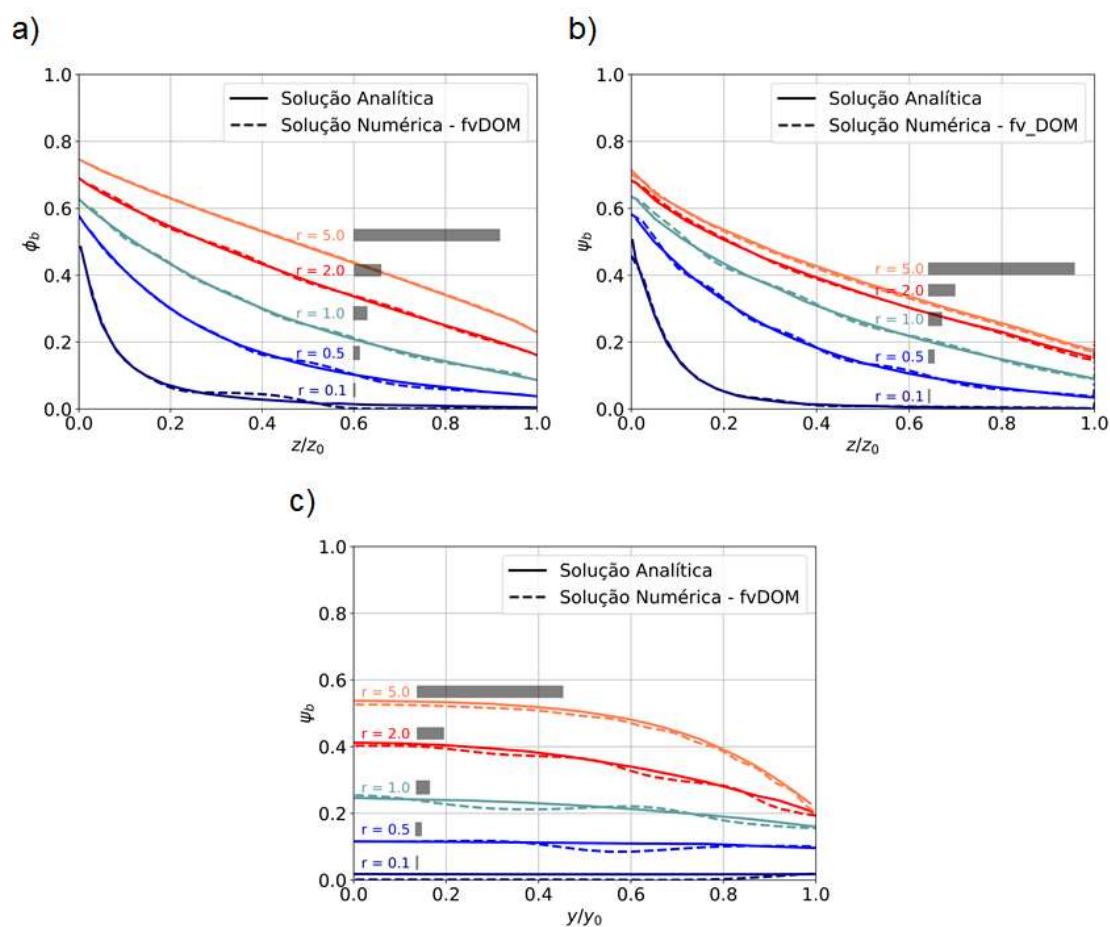 a)
1.0
0.8
0.6
0.4
0.2
0.0
ϕb
Solução Analítica
Solução Numérica - fvDOM
r = 5.0
r = 2.0
r = 1.0
r = 0.5
r = 0.1
0.0 0.2 0.4 0.6 0.8 1.0
z/z0
b)
1.0
0.8
0.6
0.4
0.2
0.0
ψb
Solução Analítica
Solução Numérica - fv_DOM
r = 5.0
r = 2.0
r = 1.0
r = 0.5
r = 0.1
0.0 0.2 0.4 0.6 0.8 1.0
z/z0
c)
1.0
0.8
0.6
0.4
0.2
0.0
ψb
Solução Analítica
Solução Numérica - fvDOM
r = 5.0
r = 2.0
r = 1.0
r = 0.5
r = 0.1
0.0 0.2 0.4 0.6 0.8 1.0
y/y0